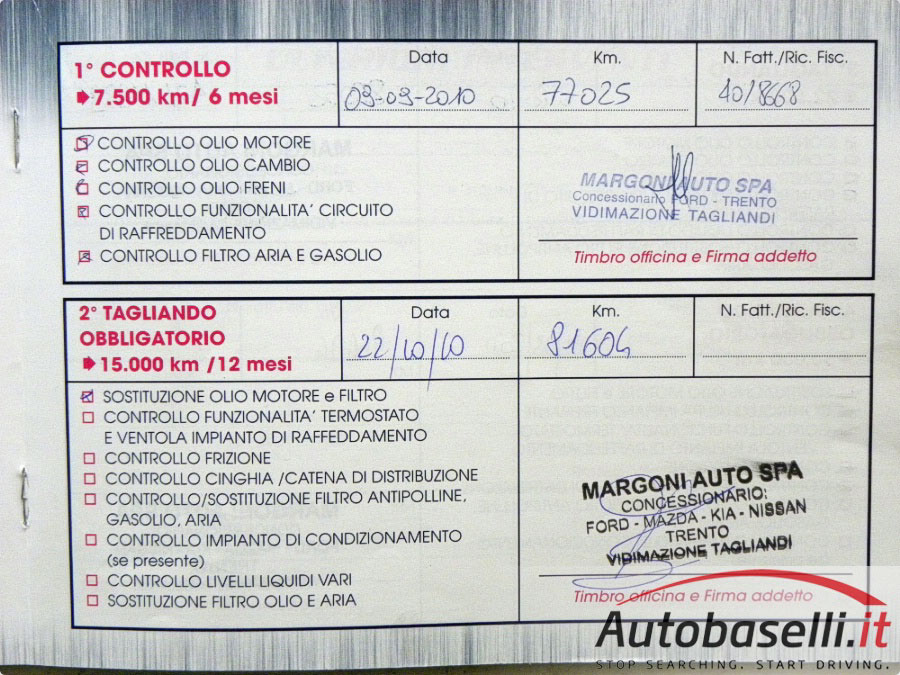 1° CONTROLLO
7.500 km/ 6 mesi
Data
09-09-2010
Km.
77025
N. Fatt./Ric. Fisc.
40/8668
CONTROLLO OLIO MOTORE
CONTROLLO OLIO CAMBIO
CONTROLLO OLIO FRENI
CONTROLLO FUNZIONALITA' CIRCUITO
DI RAFFREDDAMENTO
CONTROLLO FILTRO ARIA E GASOLIO
MARGONI AUTO SPA
Concessionario FORD - TRENTO
VIDIMAZIONE TAGLIANDI
Timbro officina e Firma addetto
2° TAGLIANDO
OBBLIGATORIO
15.000 km /12 mesi
Data
22/10/10
Km.
81604
N. Fatt./Ric. Fisc.
SOSTITUZIONE OLIO MOTORE e FILTRO
CONTROLLO FUNZIONALITA' TERMOSTATO
E VENTOLA IMPIANTO DI RAFFEDDAMENTO
CONTROLLO FRIZIONE
CONTROLLO CINGHIA /CATENA DI DISTRIBUZIONE
CONTROLLO/SOSTITUZIONE FILTRO ANTIPOLLINE,
GASOLIO, ARIA
CONTROLLO IMPIANTO DI CONDIZIONAMENTO
(se presente)
CONTROLLO LIVELLI LIQUIDI VARI
SOSTITUZIONE FILTRO OLIO E ARIA
MARGONI AUTO SPA
CONCESSIONARIO:
FORD - MAZDA - KIA - NISSAN
TRENTO
VIDIMAZIONE TAGLIANDI
Timbro officina e Firma addetto
Autobaselli.it
STOP SEARCHING. START DRIVING.